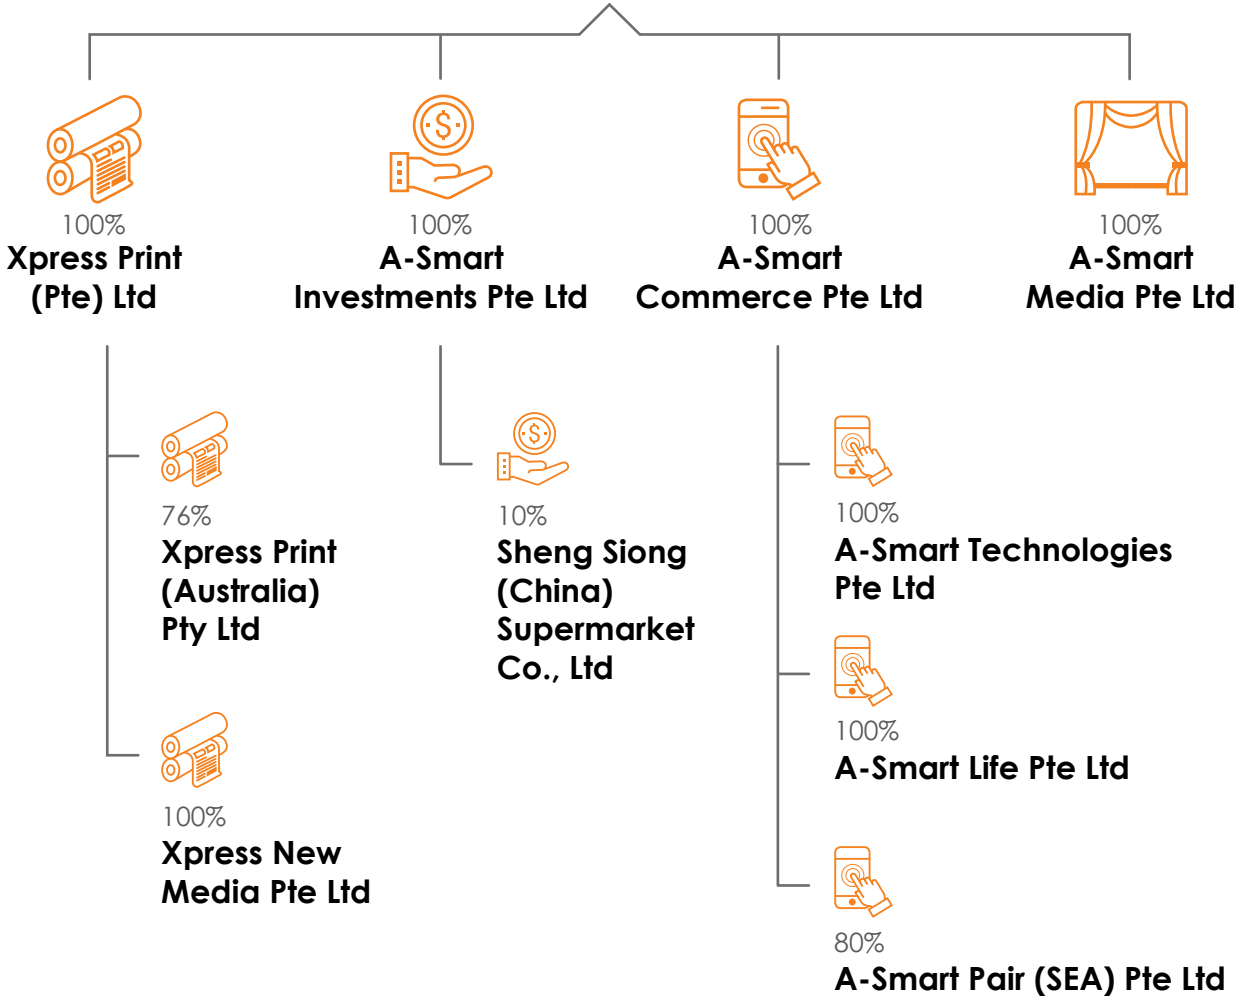 100%
Xpress Print
(Pte) Ltd
100%
A-Smart
Investments Pte Ltd
100%
A-Smart
Commerce Pte Ltd
100%
A-Smart
Media Pte Ltd
76%
Xpress Print
(Australia)
Pty Ltd
100%
Xpress New
Media Pte Ltd
10%
Sheng Siong
(China)
Supermarket
Co., Ltd
100%
A-Smart Technologies
Pte Ltd
100%
A-Smart Life Pte Ltd
80%
A-Smart Pair (SEA) Pte Ltd